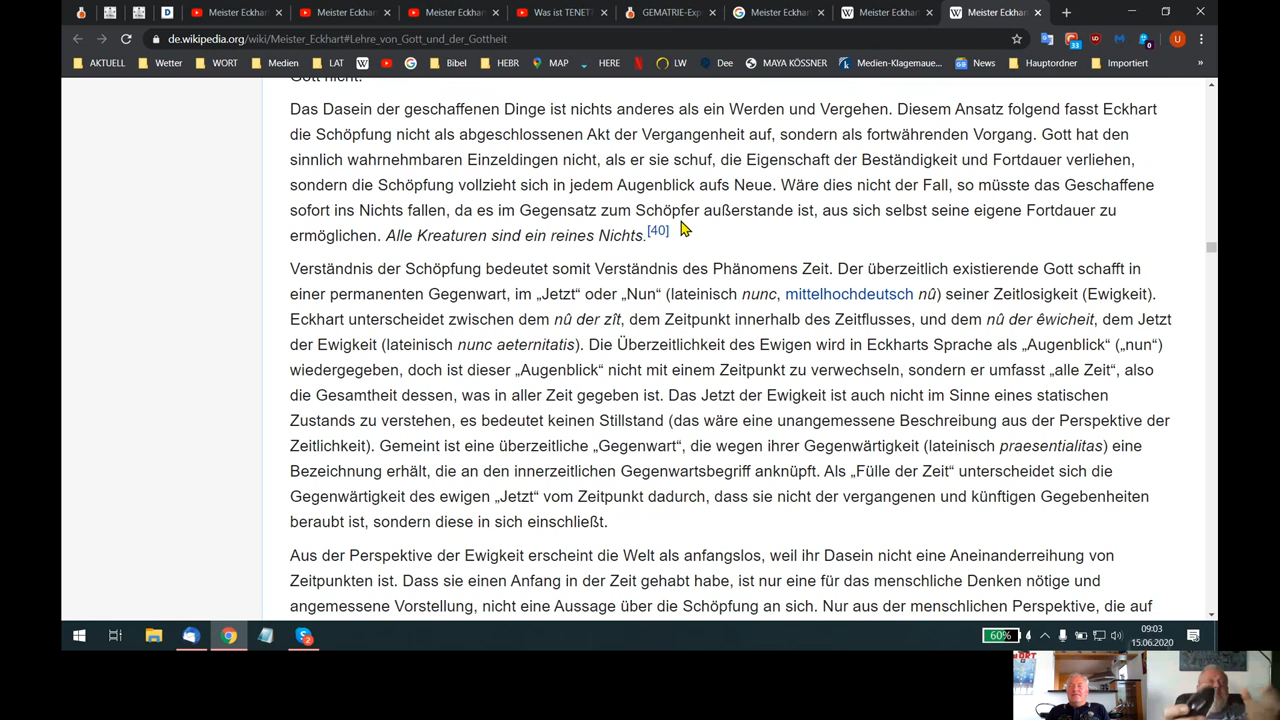 Meister Eckhart
Meister Eckhart
Meister Eckhart
Was ist TENET?
GEMATRIE-Exp
Meister Eckhart
Meister Eckhart
Meister Eckhart
de.wikipedia.org/wiki/Meister_Eckhart#Lehre_von_Gott_und_der_Gottheit
33
0
U
AKTUELL
Wetter
WORT
Medien
LAT
Bibel
HEBR
MAP
HERE
LW
Dee
MAYA KÖSSNER
Medien-Klagemaue...
News
Hauptordner
Importiert
»
Gott nicht.
Das Dasein der geschaffenen Dinge ist nichts anderes als ein Werden und Vergehen. Diesem Ansatz folgend fasst Eckhart
die Schöpfung nicht als abgeschlossenen Akt der Vergangenheit auf, sondern als fortwährenden Vorgang. Gott hat den
sinnlich wahrnehmbaren Einzeldingen nicht, als er sie schuf, die Eigenschaft der Beständigkeit und Fortdauer verliehen,
sondern die Schöpfung vollzieht sich in jedem Augenblick aufs Neue. Wäre dies nicht der Fall, so müsste das Geschaffene
sofort ins Nichts fallen, da es im Gegensatz zum Schöpfer außerstande ist, aus sich selbst seine eigene Fortdauer zu
ermöglichen. Alle Kreaturen sind ein reines Nichts.[40]
Verständnis der Schöpfung bedeutet somit Verständnis des Phänomens Zeit. Der überzeitlich existierende Gott schafft in
einer permanenten Gegenwart, im „Jetzt“ oder „Nun“ (lateinisch nunc, mittelhochdeutsch nû) seiner Zeitlosigkeit (Ewigkeit).
Eckhart unterscheidet zwischen dem nû der zît, dem Zeitpunkt innerhalb des Zeitflusses, und dem nû der êwicheit, dem Jetzt
der Ewigkeit (lateinisch nunc aeternitatis). Die Überzeitlichkeit des Ewigen wird in Eckharts Sprache als „Augenblick“ („nun“)
wiedergegeben, doch ist dieser „Augenblick“ nicht mit einem Zeitpunkt zu verwechseln, sondern er umfasst „alle Zeit“, also
die Gesamtheit dessen, was in aller Zeit gegeben ist. Das Jetzt der Ewigkeit ist auch nicht im Sinne eines statischen
Zustands zu verstehen, es bedeutet keinen Stillstand (das wäre eine unangemessene Beschreibung aus der Perspektive der
Zeitlichkeit). Gemeint ist eine überzeitliche „Gegenwart“, die wegen ihrer Gegenwärtigkeit (lateinisch praesentialitas) eine
Bezeichnung erhält, die an den innerzeitlichen Gegenwartsbegriff anknüpft. Als „Fülle der Zeit“ unterscheidet sich die
Gegenwärtigkeit des ewigen „Jetzt“ vom Zeitpunkt dadurch, dass sie nicht der vergangenen und künftigen Gegebenheiten
beraubt ist, sondern diese in sich einschließt.
Aus der Perspektive der Ewigkeit erscheint die Welt als anfangslos, weil ihr Dasein nicht eine Aneinanderreihung von
Zeitpunkten ist. Dass sie einen Anfang in der Zeit gehabt habe, ist nur eine für das menschliche Denken nötige und
angemessene Vorstellung, nicht eine Aussage über die Schöpfung an sich. Nur aus der menschlichen Perspektive, die auf
60%
09:03
15.06.2020